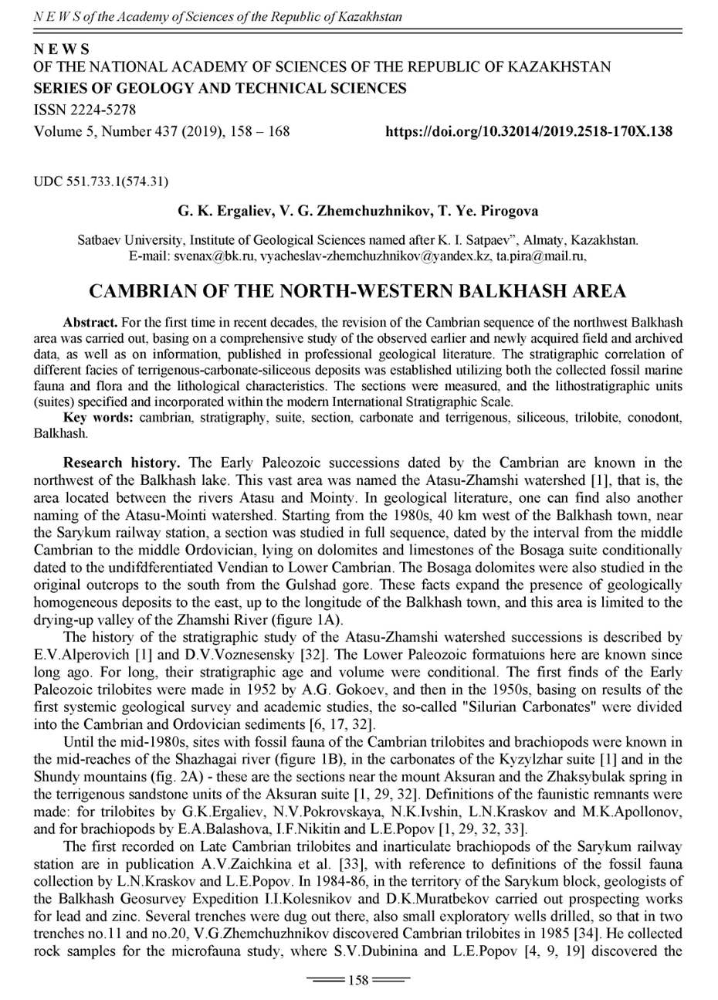 N E W S of the Academy of Sciences of the Republic of Kazakhstan
N E W S
OF THE NATIONAL ACADEMY OF SCIENCES OF THE REPUBLIC OF KAZAKHSTAN
SERIES OF GEOLOGY AND TECHNICAL SCIENCES
ISSN 2224-5278
Volume 5, Number 437 (2019), 158 – 168 https://doi.org/10.32014/2019.2518-170X.138
UDC 551.733.1(574.31)
G. K. Ergaliev, V. G. Zhemchuzhnikov, T. Ye. Pirogova
Satbaev University, Institute of Geological Sciences named after K. I. Satpaev”, Almaty, Kazakhstan.
E-mail: svenax@bk.ru, vyacheslav-zhemchuzhnikov@yandex.kz, ta.pira@mail.ru,
CAMBRIAN OF THE NORTH-WESTERN BALKHASH AREA
Abstract. For the first time in recent decades, the revision of the Cambrian sequence of the northwest Balkhash
area was carried out, basing on a comprehensive study of the observed earlier and newly acquired field and archived
data, as well as on information, published in professional geological literature. The stratigraphic correlation of
different facies of terrigenous-carbonate-siliceous deposits was established utilizing both the collected fossil marine
fauna and flora and the lithological characteristics. The sections were measured, and the lithostratigraphic units
(suites) specified and incorporated within the modern International Stratigraphic Scale.
Key words: cambrian, stratigraphy, suite, section, carbonate and terrigenous, siliceous, trilobite, conodont,
Balkhash.
Research history. The Early Paleozoic successions dated by the Cambrian are known in the
northwest of the Balkhash lake. This vast area was named the Atasu-Zhamshi watershed [1], that is, the
area located between the rivers Atasu and Mointy. In geological literature, one can find also another
naming of the Atasu-Mointi watershed. Starting from the 1980s, 40 km west of the Balkhash town, near
the Sarykum railway station, a section was studied in full sequence, dated by the interval from the middle
Cambrian to the middle Ordovician, lying on dolomites and limestones of the Bosaga suite conditionally
dated to the undifdferentiated Vendian to Lower Cambrian. The Bosaga dolomites were also studied in the
original outcrops to the south from the Gulshad gore. These facts expand the presence of geologically
homogeneous deposits to the east, up to the longitude of the Balkhash town, and this area is limited to the
drying-up valley of the Zhamshi River (figure 1A).
The history of the stratigraphic study of the Atasu-Zhamshi watershed successions is described by
E.V.Alperovich [1] and D.V.Voznesensky [32]. The Lower Paleozoic formatuions here are known since
long ago. For long, their stratigraphic age and volume were conditional. The first finds of the Early
Paleozoic trilobites were made in 1952 by A.G. Gokoev, and then in the 1950s, basing on results of the
first systemic geological survey and academic studies, the so-called "Silurian Carbonates" were divided
into the Cambrian and Ordovician sediments [6, 17, 32].
Until the mid-1980s, sites with fossil fauna of the Cambrian trilobites and brachiopods were known in
the mid-reaches of the Shazhagai river (figure 1B), in the carbonates of the Kyzylzhar suite [1] and in the
Shundy mountains (fig. 2A) - these are the sections near the mount Aksuran and the Zhaksybulak spring in
the terrigenous sandstone units of the Aksuran suite [1, 29, 32]. Definitions of the faunistic remnants were
made: for trilobites by G.K.Ergaliev, N.V.Pokrovskaya, N.K.Ivshin, L.N.Kraskov and M.K.Apollonov,
and for brachiopods by E.A.Balashova, I.F.Nikitin and L.E.Popov [1, 29, 32, 33].
The first recorded on Late Cambrian trilobites and inarticulate brachiopods of the Sarykum railway
station are in publication A.V.Zaichkina et al. [33], with reference to definitions of the fossil fauna
collection by L.N.Kraskov and L.E.Popov. In 1984-86, in the territory of the Sarykum block, geologists of
the Balkhash Geosurvey Expedition I.I.Kolesnikov and D.K.Muratbekov carried out prospecting works
for lead and zinc. Several trenches were dug out there, also small exploratory wells drilled, so that in two
trenches no.11 and no.20, V.G.Zhemchuzhnikov discovered Cambrian trilobites in 1985 [34]. He collected
rock samples for the microfauna study, where S.V.Dubinina and L.E.Popov [4, 9, 19] discovered the
158